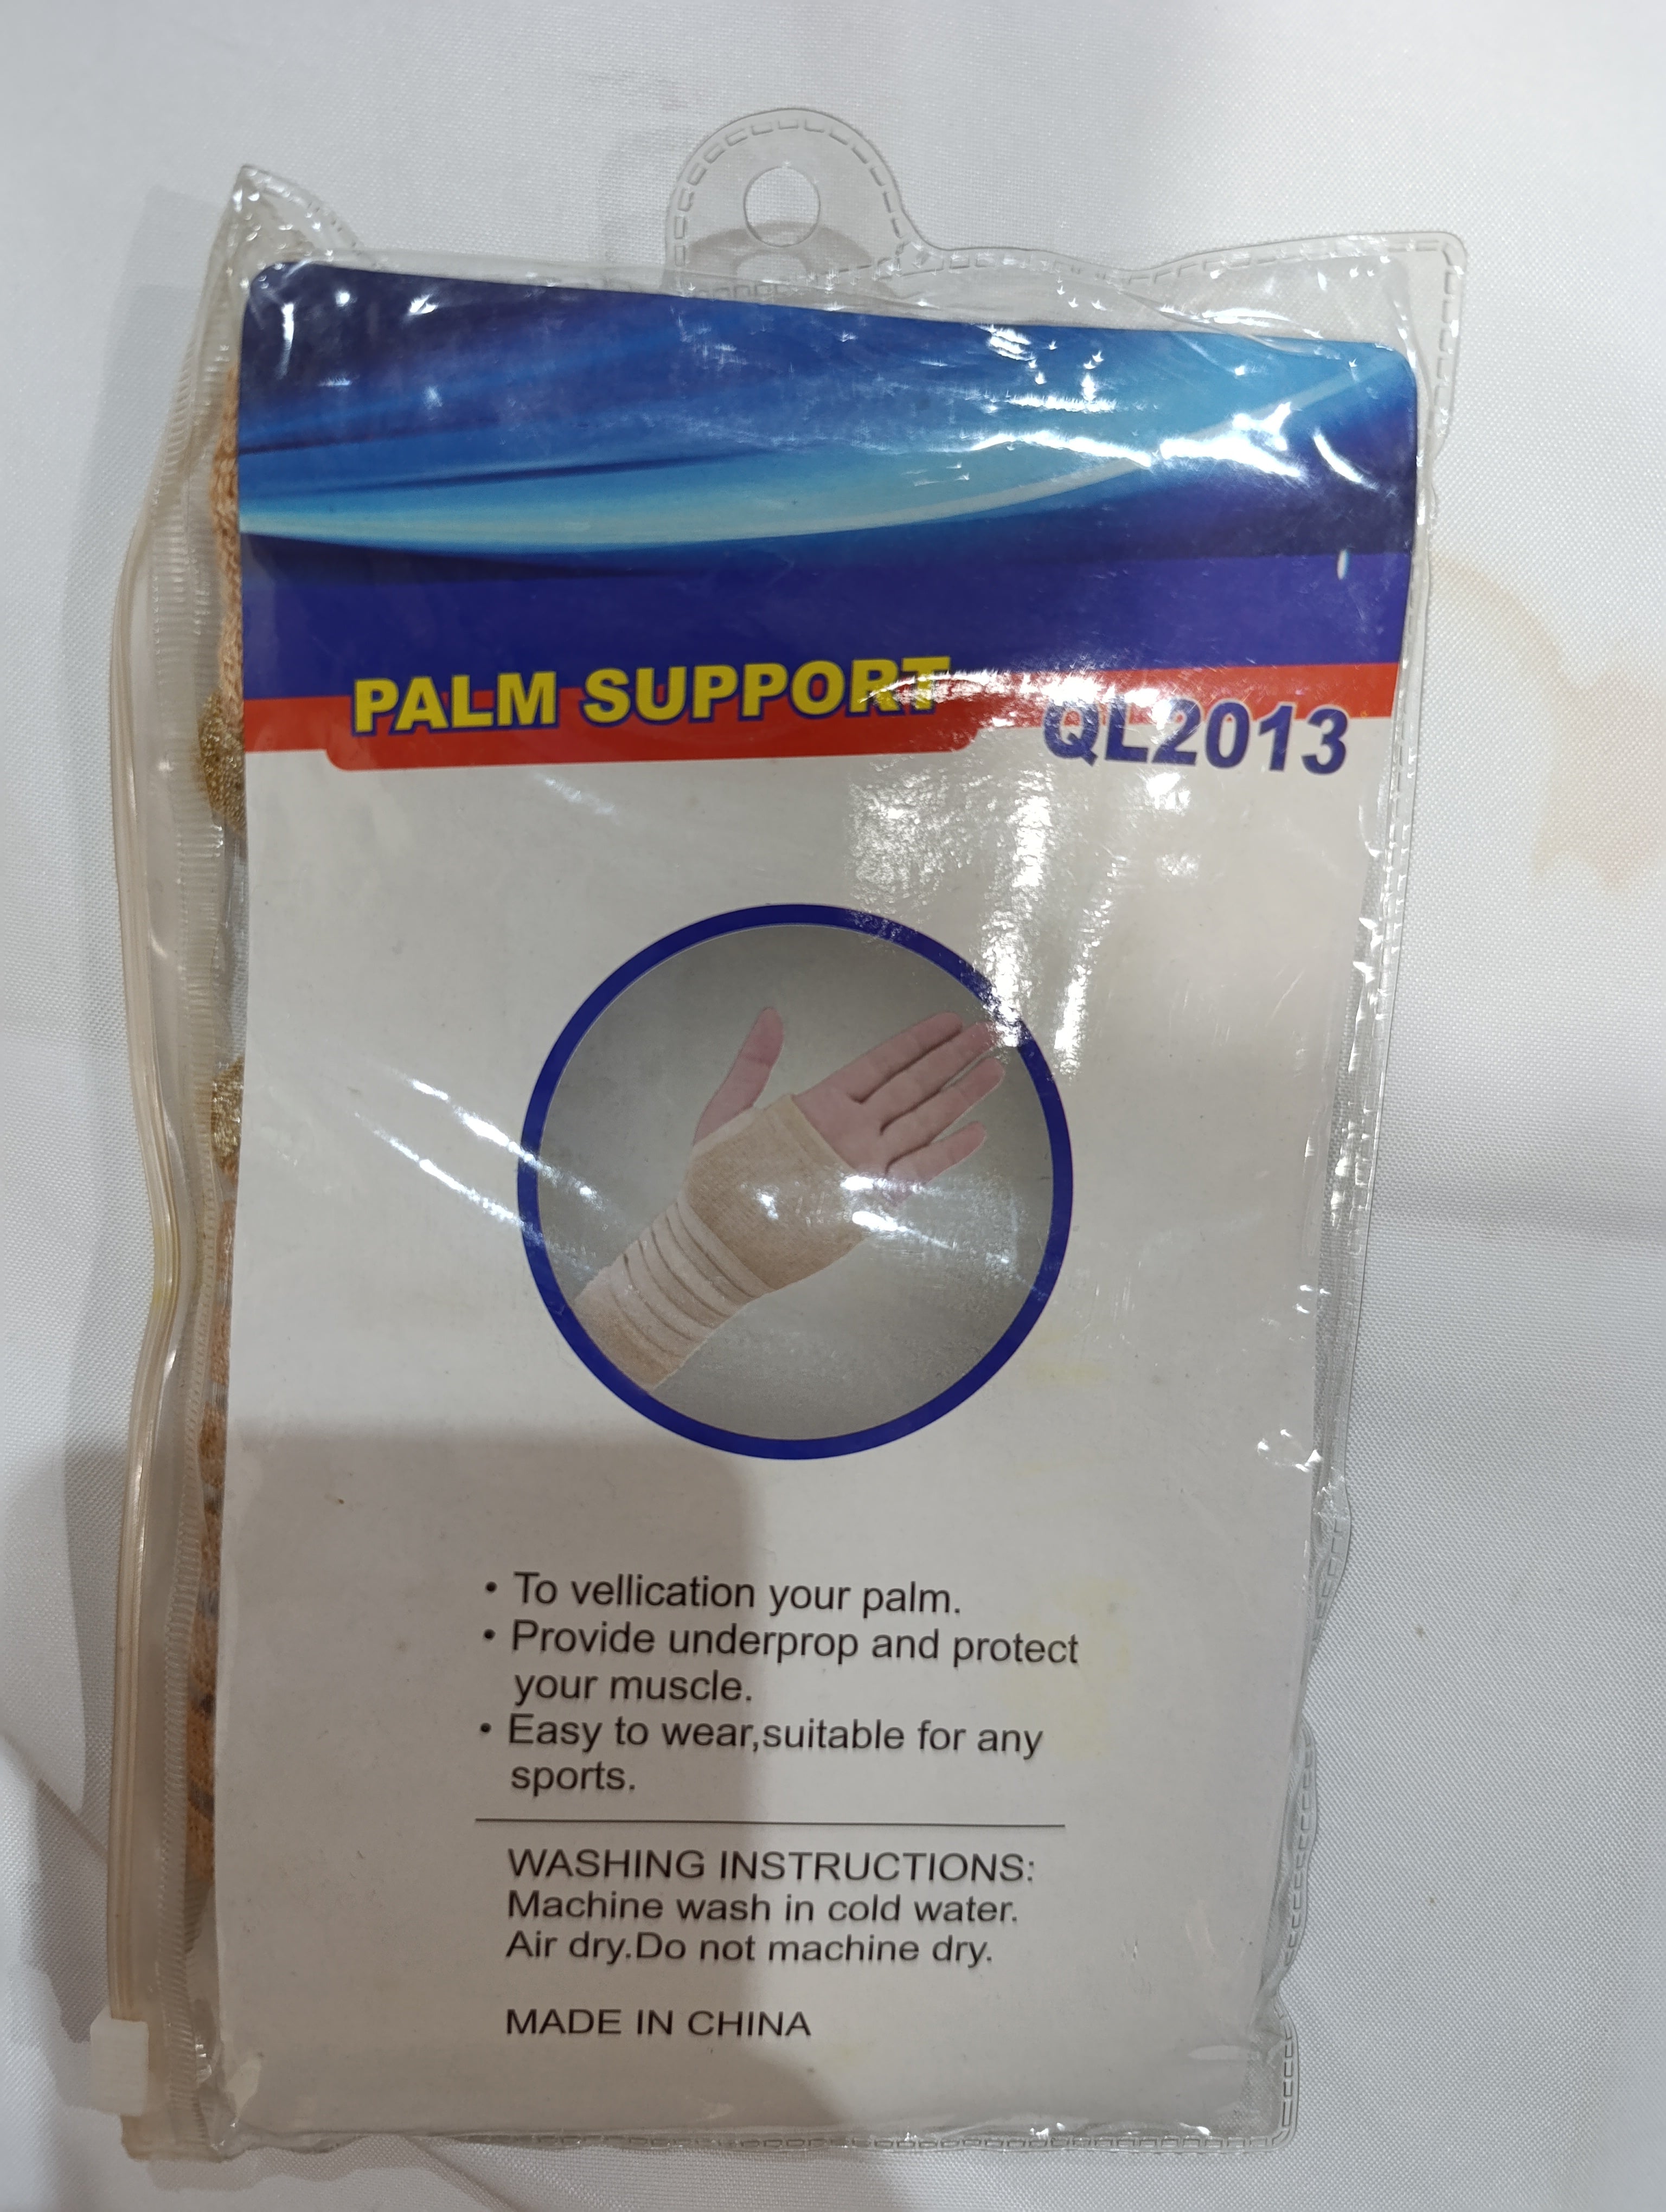 PALM SUPPORT
QL2013
• To vellication your palm.
• Provide underprop and protect
your muscle.
• Easy to wear,suitable for any
sports.
WASHING INSTRUCTIONS:
Machine wash in cold water.
Air dry.Do not machine dry.
MADE IN CHINA